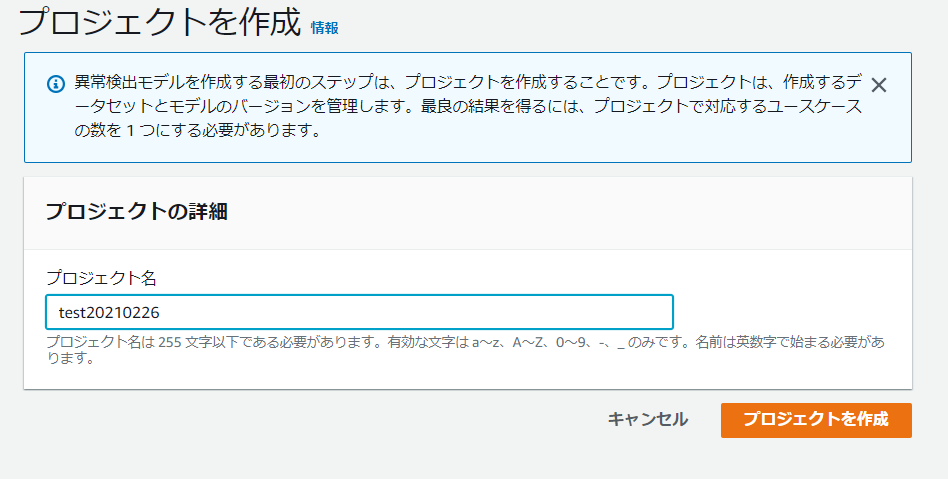 プロジェクトを作成 情報
異常検出モデルを作成する最初のステップは、プロジェクトを作成することです。プロジェクトは、作成するデ
ータセットとモデルのバージョンを管理します。最良の結果を得るには、プロジェクトで対応するユースケース
の数を 1 つにする必要があります。
プロジェクトの詳細
プロジェクト名
test20210226
プロジェクト名は 255 文字以下である必要があります。有効な文字は a～z、A～Z、0～9、-、_ のみです。名前は英数字で始まる必要があ
ります。
キャンセル プロジェクトを作成